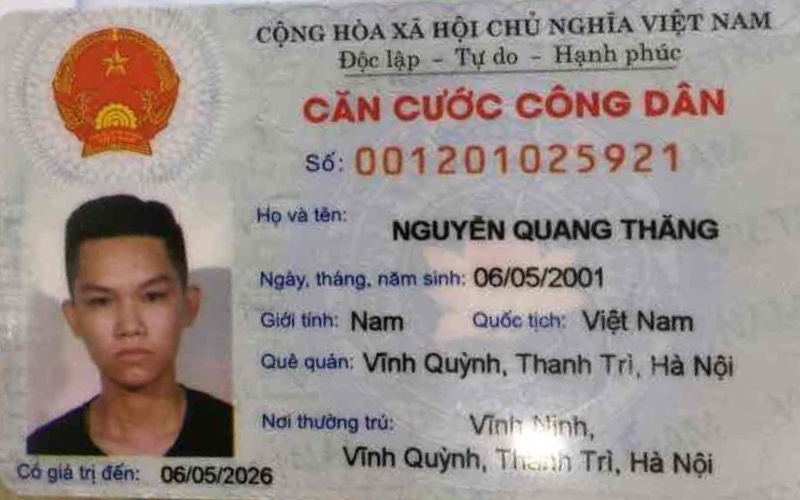 CỘNG HÒA XÃ HỘI CHỦ NGHĨA VIỆT NAM
Độc lập - Tự do - Hạnh phúc
CĂN CƯỚC CÔNG DÂN
Số: 001201025921
Họ và tên: NGUYỄN QUANG THĂNG
Ngày, tháng, năm sinh: 06/05/2001
Giới tính: Nam Quốc tịch: Việt Nam
Quê quán: Vĩnh Quỳnh, Thanh Trì, Hà Nội
Nơi thường trú: Vĩnh Ninh,
Vĩnh Quỳnh, Thanh Trì, Hà Nội
Có giá trị đến: 06/05/2026